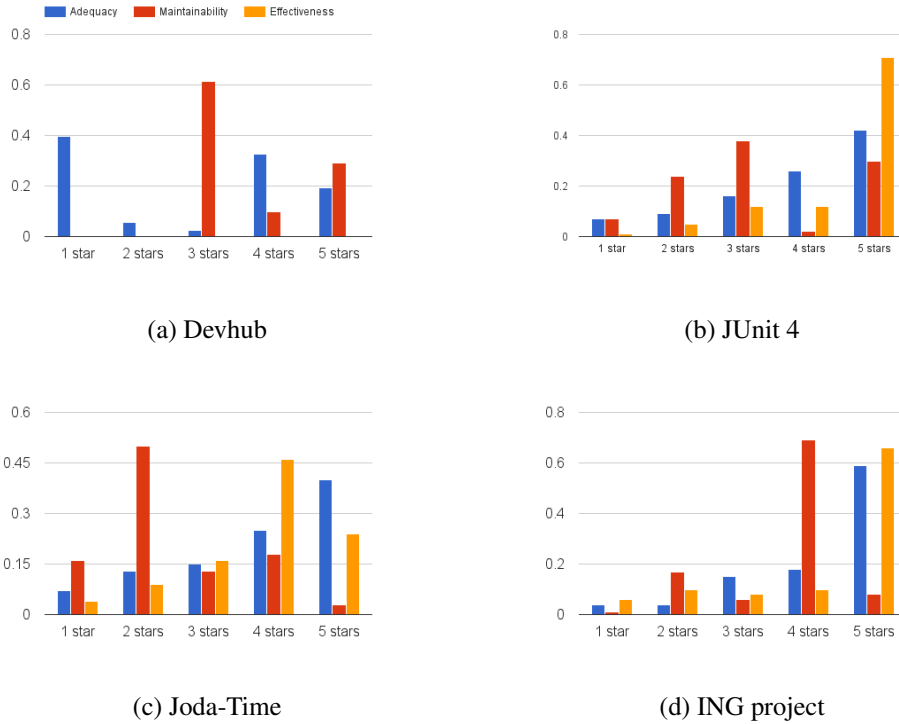 Adequacy Maintainability Effectiveness
0.8
0.6
0.4
0.2
0
1 star 2 stars 3 stars 4 stars 5 stars
(a) Devhub
0.8
0.6
0.4
0.2
0
1 star 2 stars 3 stars 4 stars 5 stars
(b) JUnit 4
0.6
0.45
0.3
0.15
0
1 star 2 stars 3 stars 4 stars 5 stars
(c) Joda-Time
0.8
0.6
0.4
0.2
0
1 star 2 stars 3 stars 4 stars 5 stars
(d) ING project